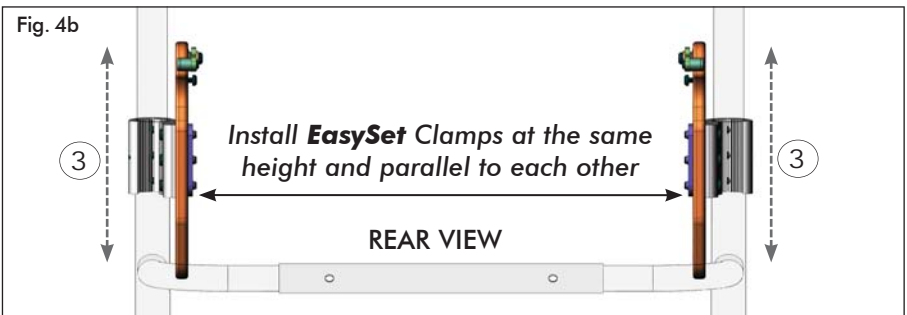 Fig. 4b
3
Install EasySet Clamps at the same
height and parallel to each other
3
REAR VIEW